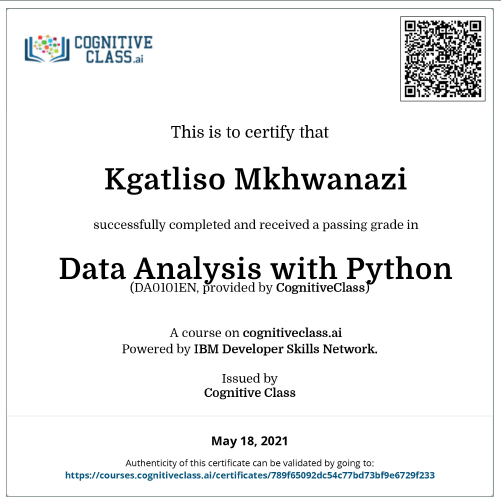 COGNITIVE
CLASS.ai
This is to certify that
Kgatliso Mkhwanazi
successfully completed and received a passing grade in
Data Analysis with Python
(DA0101EN, provided by CognitiveClass)
A course on cognitiveclass.ai
Powered by IBM Developer Skills Network.
Issued by
Cognitive Class
May 18, 2021
Authenticity of this certificate can be validated by going to:
https://courses.cognitiveclass.ai/certificates/789f65092dc54c77bd73bf9e6729f233